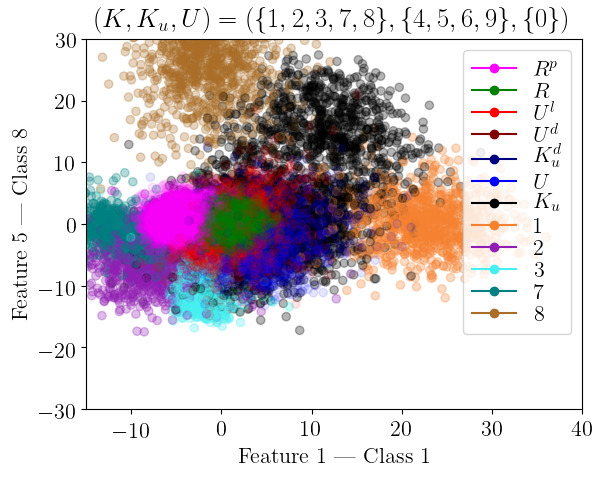 (K, K_u, U) = ({1, 2, 3, 7, 8}, {4, 5, 6, 9}, {0})
30
20
10
0
−10
−20
−30
Feature 5 — Class 8
R^p
R
U^l
U^d
K_u^d
U
K_u
1
2
3
7
8
−10
0
10
20
30
40
Feature 1 — Class 1